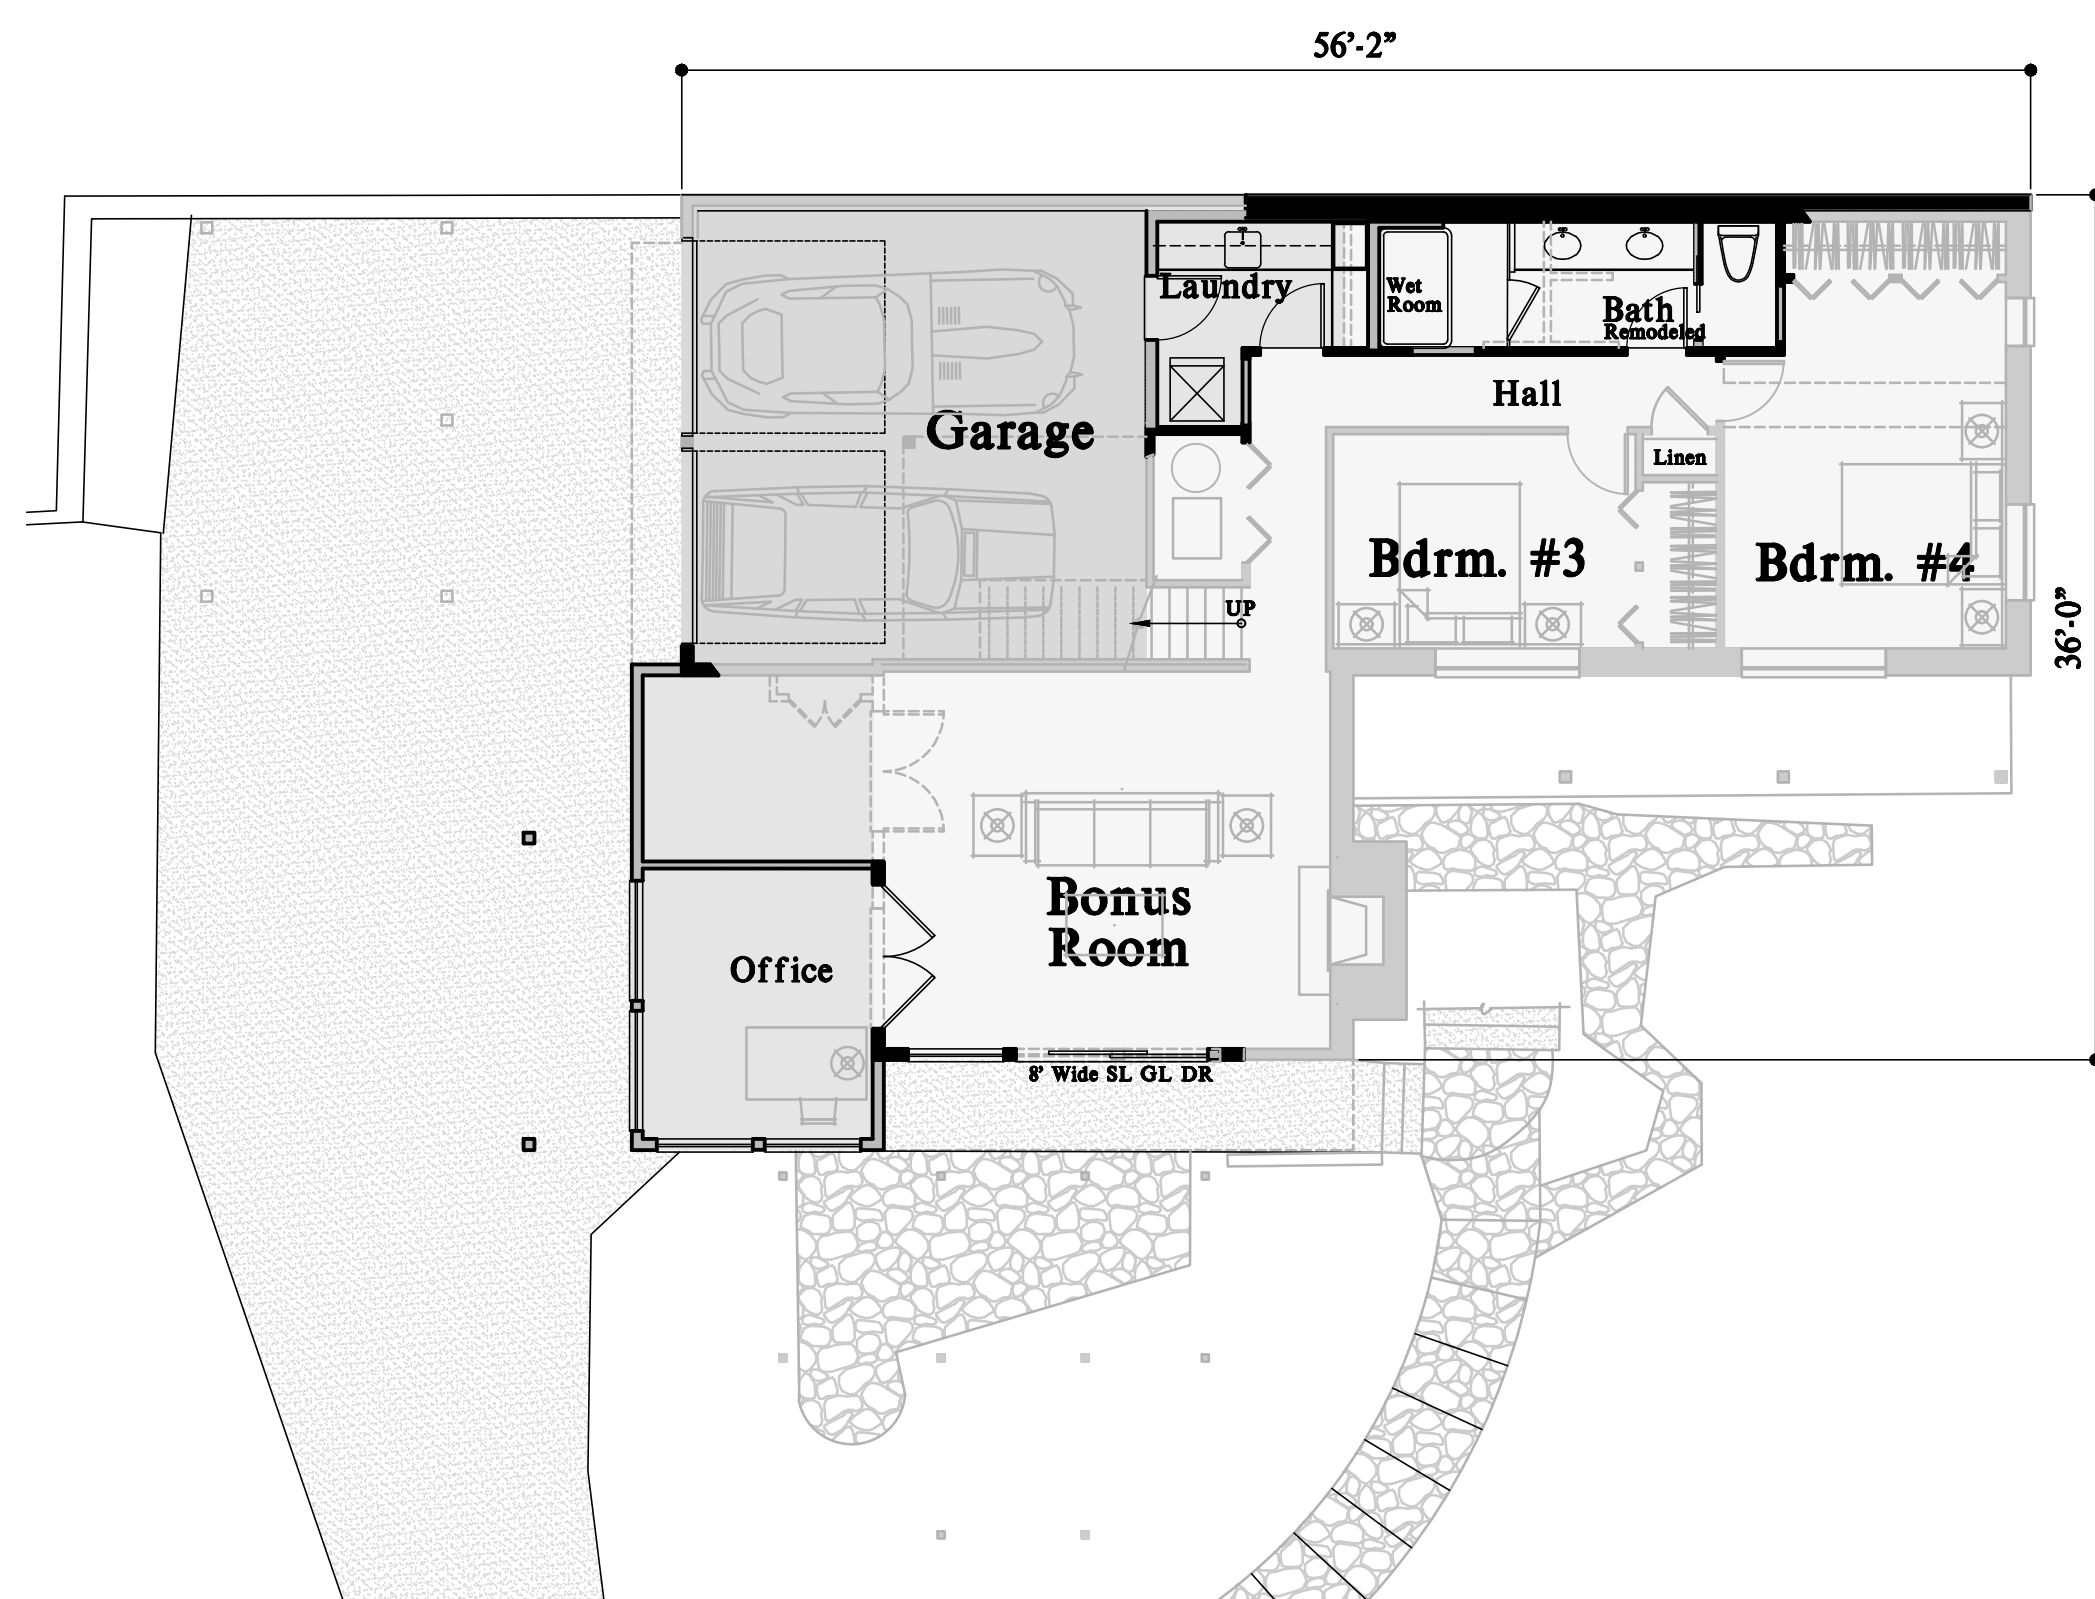 56'-2"
Laundry
Wet
Room
Bath
Remodeled
Hall
Garage
Linen
Bdrm. #3
Bdrm. #4
UP
36'-0"
Bonus
Room
Office
8' Wide SL GL DR